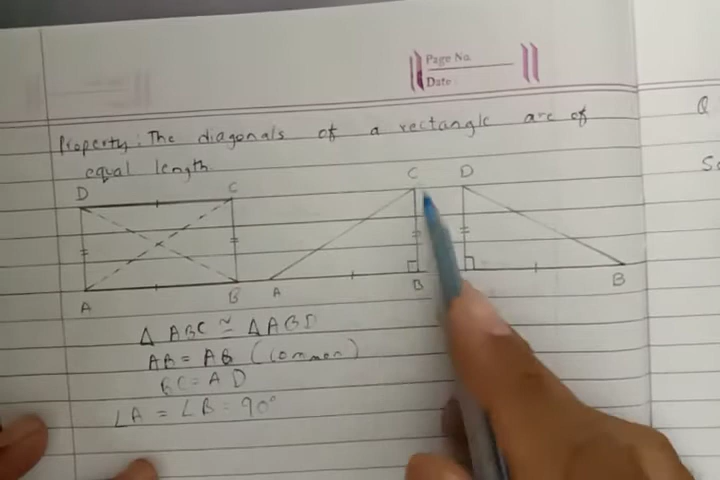 Page No.
Date
Property: The diagonals of a rectangle are of
equal length.
D C
C D
A B
A B B
Δ ABC ≅ Δ ABD
AB = AB (common)
BC = AD
∠A = ∠B = 90°
Q